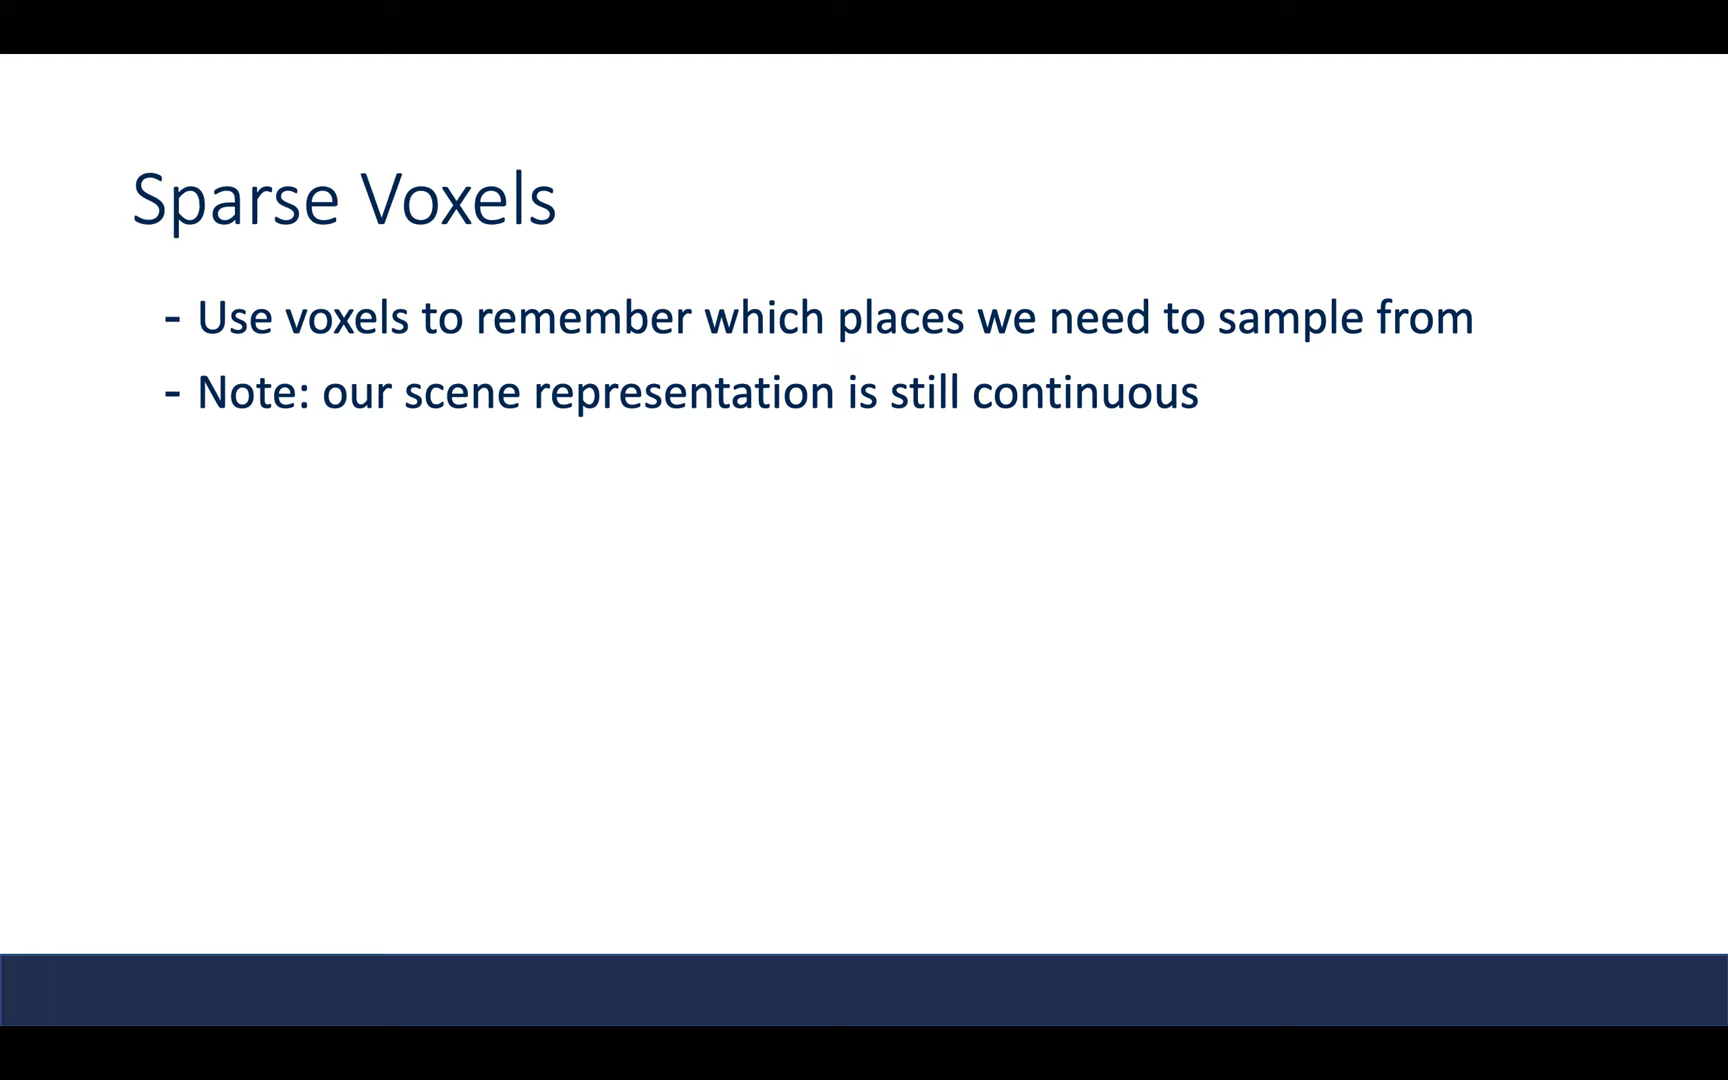 Sparse Voxels
- Use voxels to remember which places we need to sample from
- Note: our scene representation is still continuous